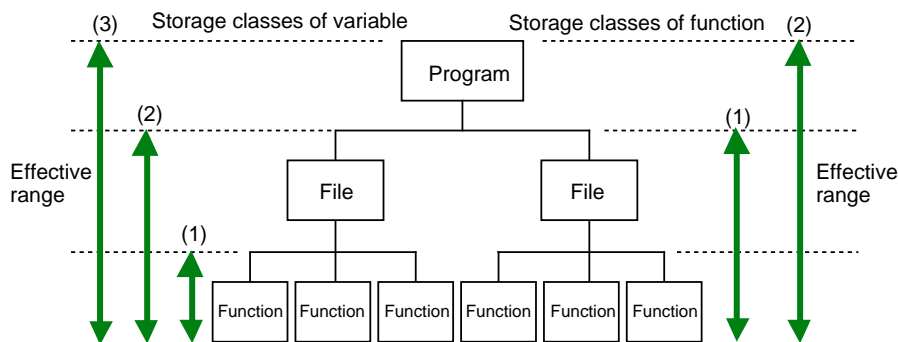 Storage classes of variable
Storage classes of function
(3)
(2)
Program
(2)
(1)
Effective
range
File
File
Effective
range
(1)
Function
Function
Function
Function
Function
Function